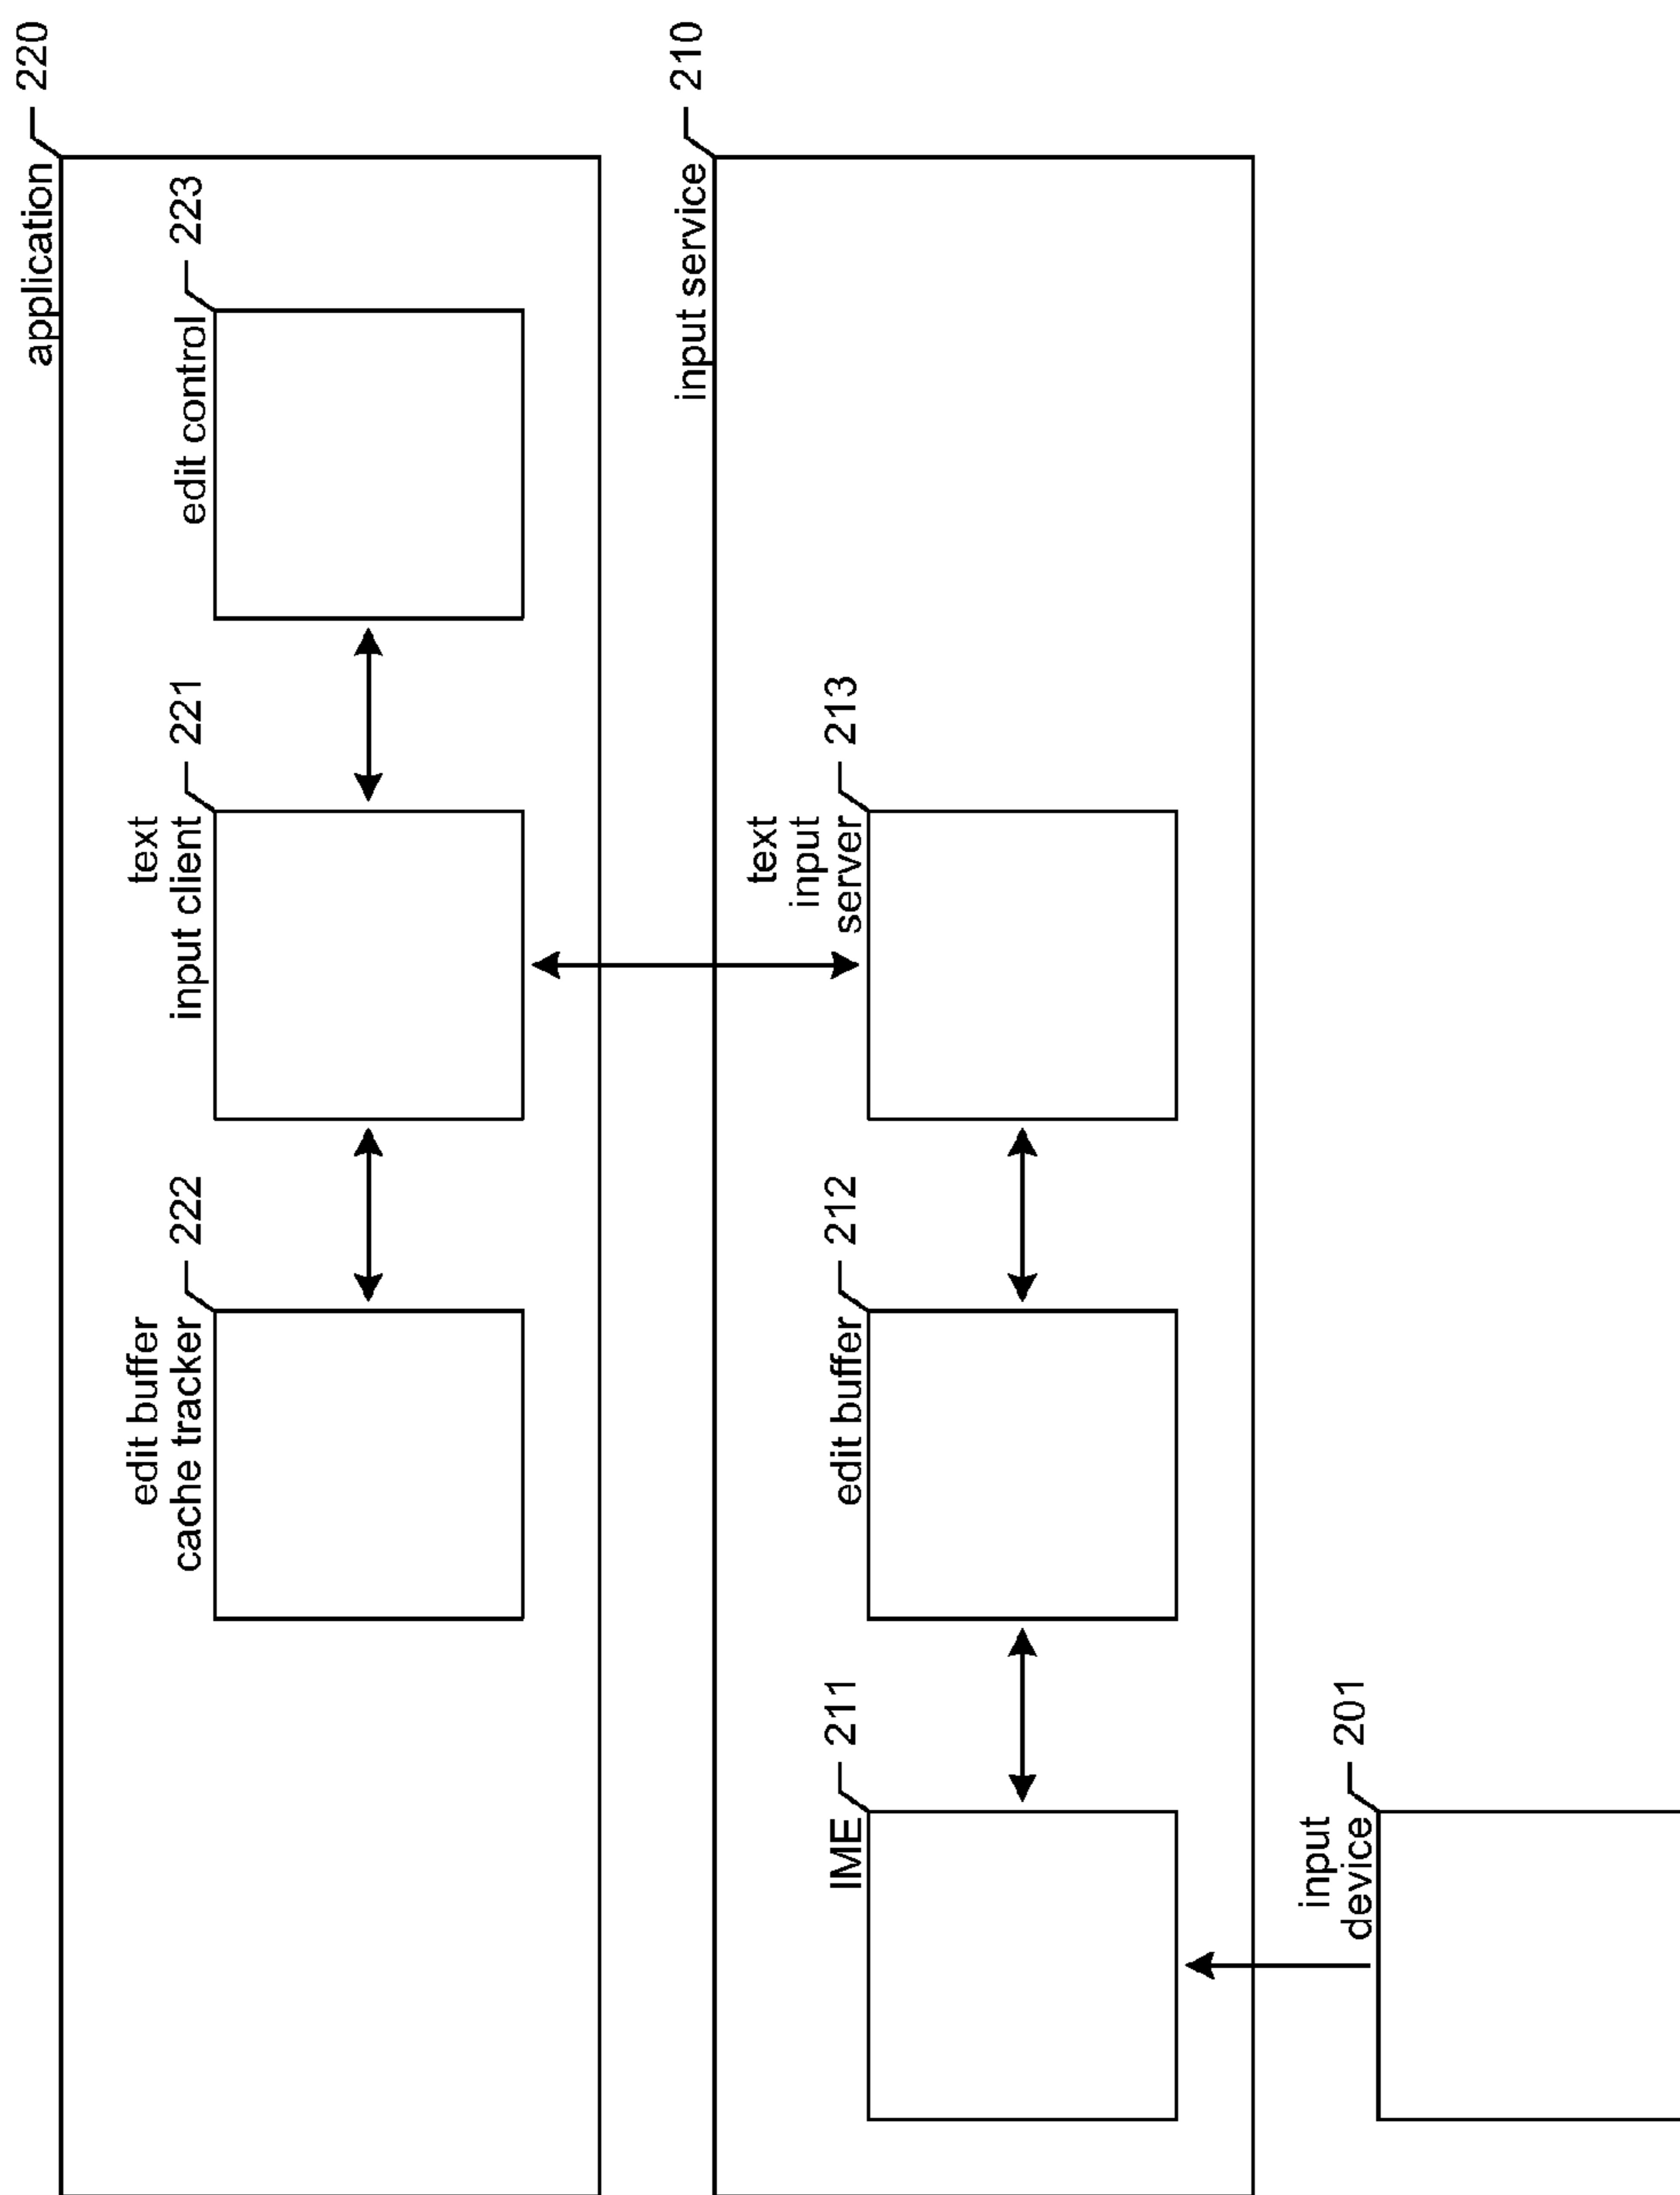 application
220
edit buffer
cache tracker
222
text
input client
221
edit control
223
input service
210
IME
211
edit buffer
212
text
input
server
213
input
device
201